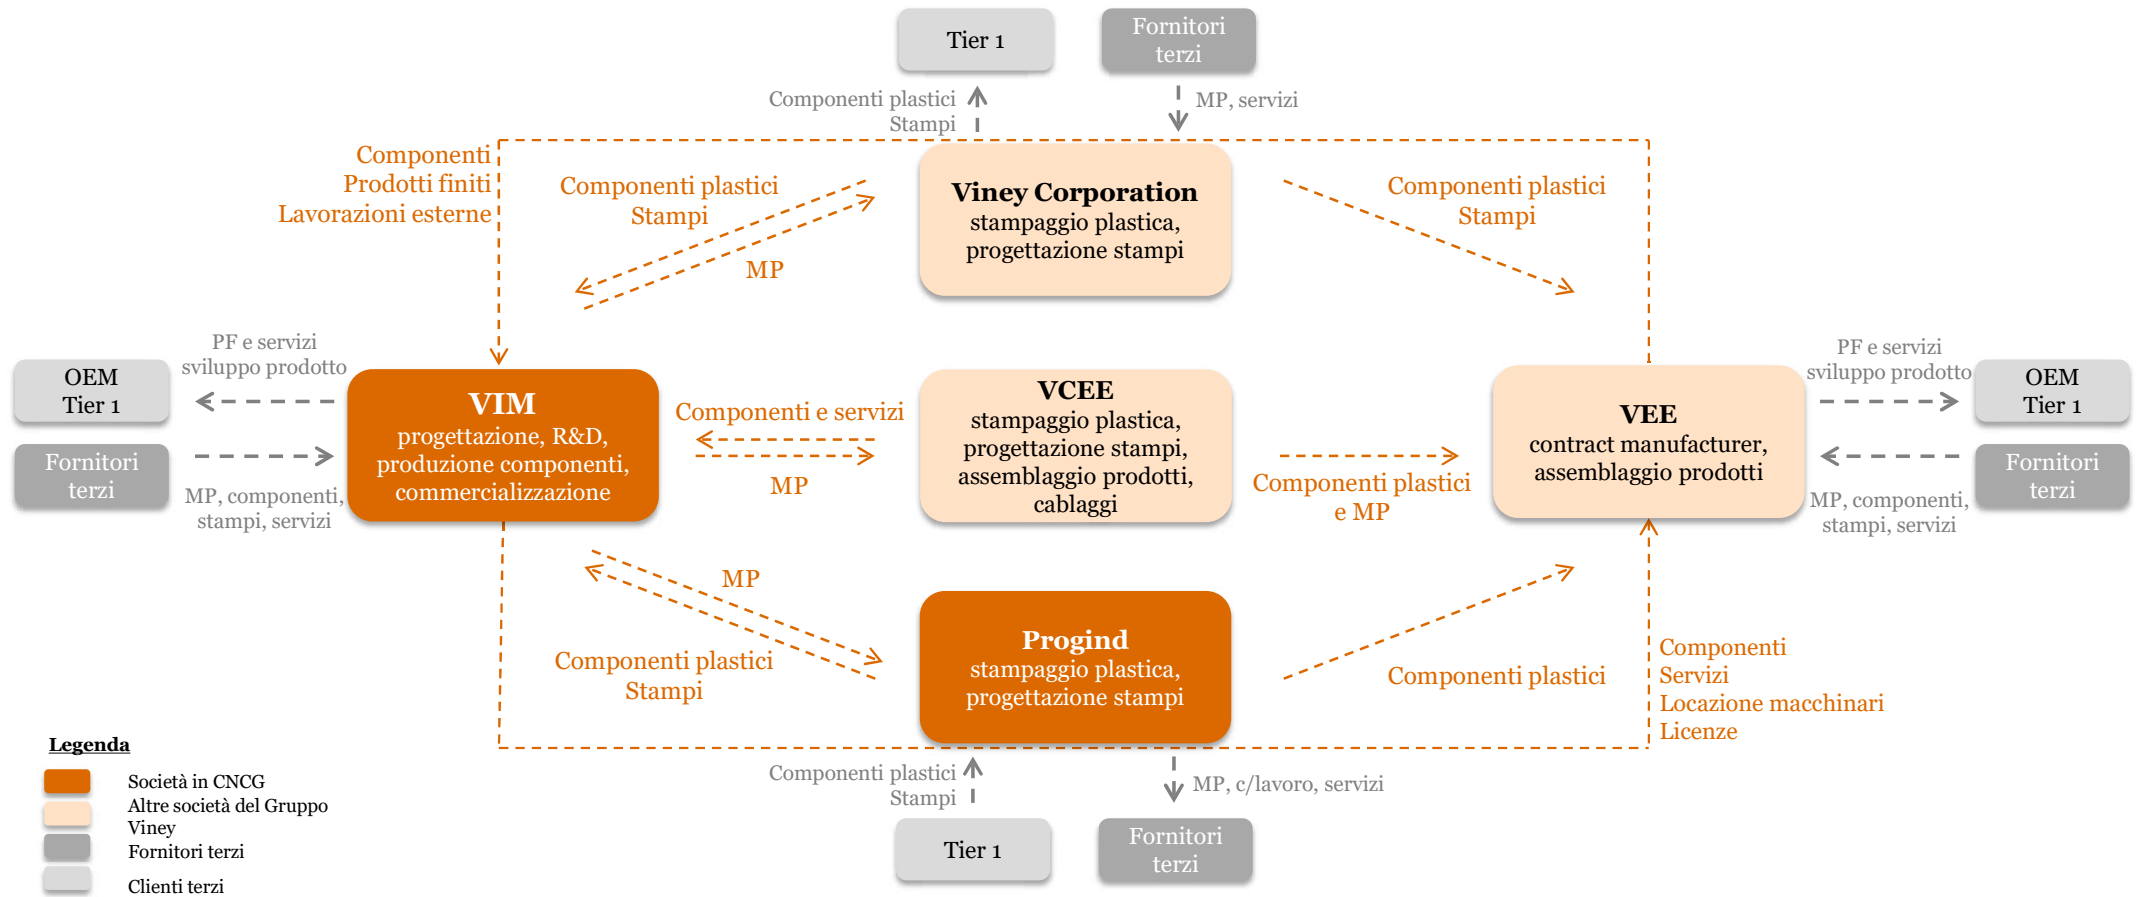 Tier 1
Fornitori
terzi
Componenti plastici
Stampi
MP, servizi
Componenti
Prodotti finiti
Lavorazioni esterne
Componenti plastici
Stampi
MP
Viney Corporation
stampaggio plastica,
progettazione stampi
Componenti plastici
Stampi
OEM
Tier 1
PF e servizi
sviluppo prodotto
Fornitori
terzi
MP, componenti,
stampi, servizi
VIM
progettazione, R&D,
produzione componenti,
commercializzazione
Componenti e servizi
MP
VCEE
stampaggio plastica,
progettazione stampi,
assemblaggio prodotti,
cablaggi
Componenti plastici
e MP
VEE
contract manufacturer,
assemblaggio prodotti
PF e servizi
sviluppo prodotto
OEM
Tier 1
Fornitori
terzi
MP, componenti,
stampi, servizi
MP
Componenti plastici
Stampi
Progind
stampaggio plastica,
progettazione stampi
Componenti plastici
Componenti
Servizi
Locazione macchinari
Licenze
Componenti plastici
Stampi
MP, c/lavoro, servizi
Tier 1
Fornitori
terzi
Legenda
Società in CNCG
Altre società del Gruppo
Viney
Fornitori terzi
Clienti terzi